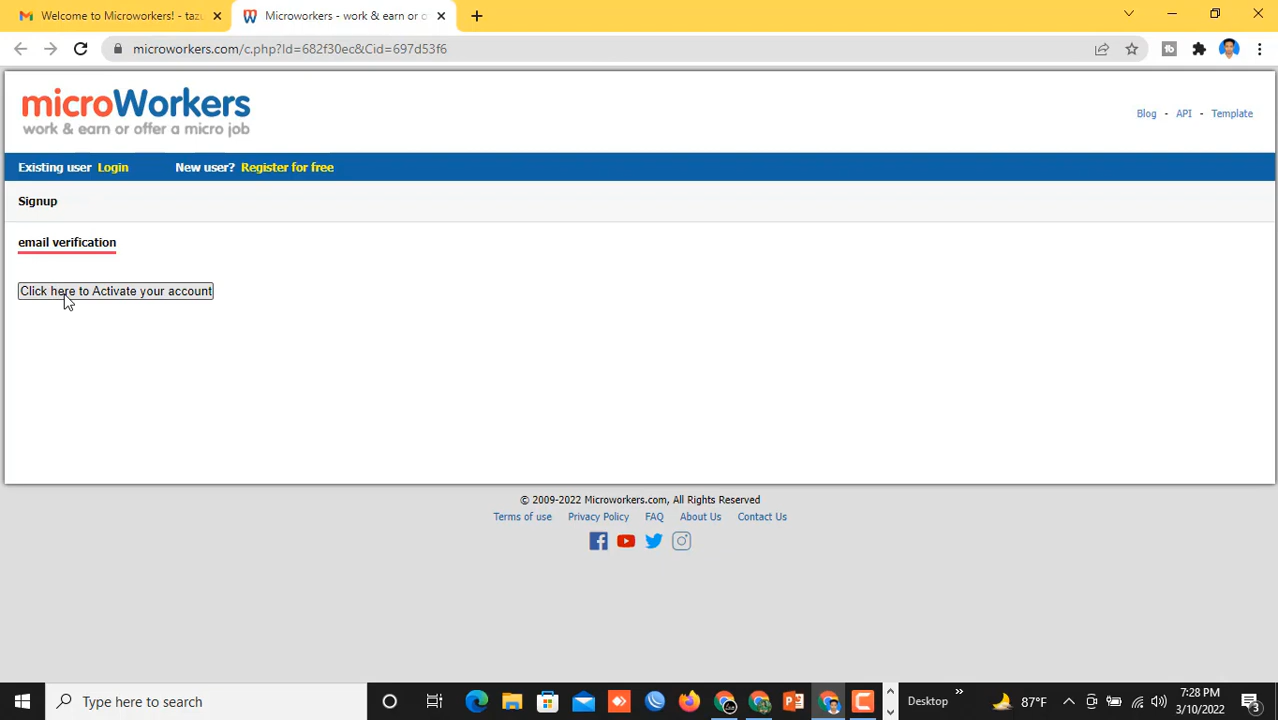 Welcome to Microworkers! - tazu
Microworkers - work & earn or o
microworkers.com/c.php?Id=682f30ec&Cid=697d53f6
microWorkers
work & earn or offer a micro job
Blog - API - Template
Existing user Login New user? Register for free
Signup
email verification
Click here to Activate your account
© 2009-2022 Microworkers.com, All Rights Reserved
Terms of use Privacy Policy FAQ About Us Contact Us
Type here to search
Desktop
87°F
7:28 PM
3/10/2022
3